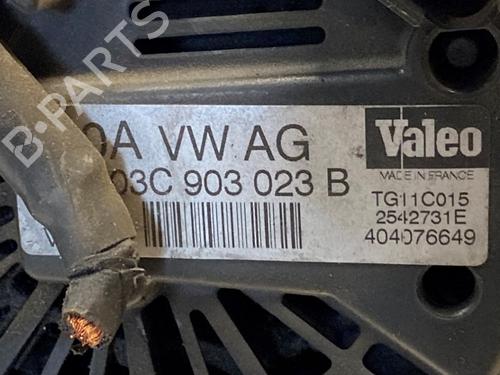 0A VW AG
03C 903 023 B
Valeo
MADE IN FRANCE
TG11C015
2542731E
404076649
B-PARTS